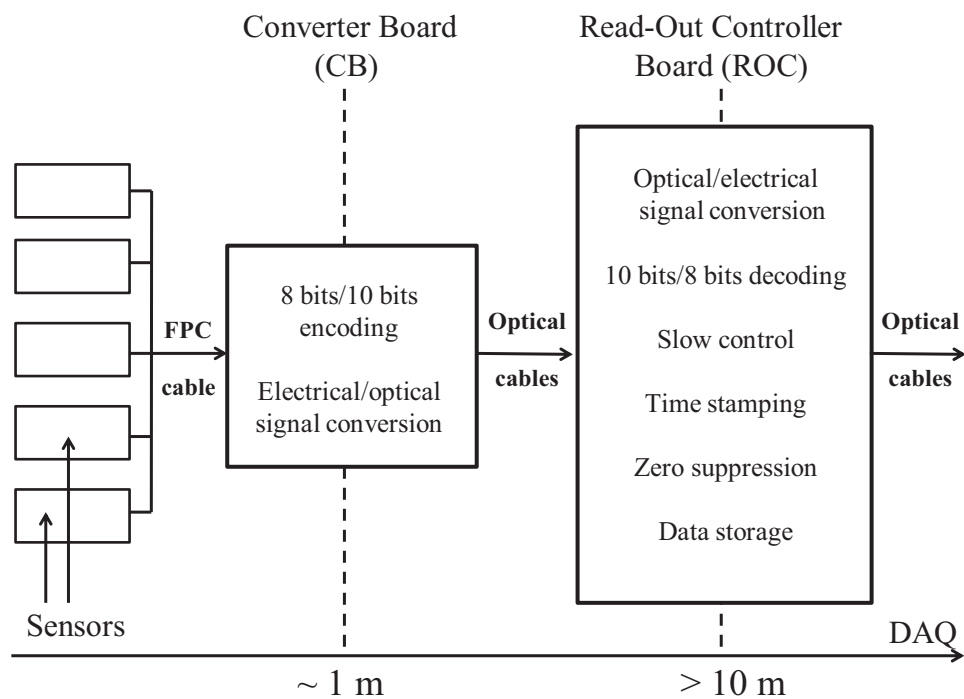 Converter Board
(CB)
Read-Out Controller
Board (ROC)
FPC
cable
8 bits/10 bits
encoding
Electrical/optical
signal conversion
Optical
cables
Optical/electrical
signal conversion
10 bits/8 bits decoding
Slow control
Time stamping
Zero suppression
Data storage
Optical
cables
Sensors
DAQ
~ 1 m
> 10 m